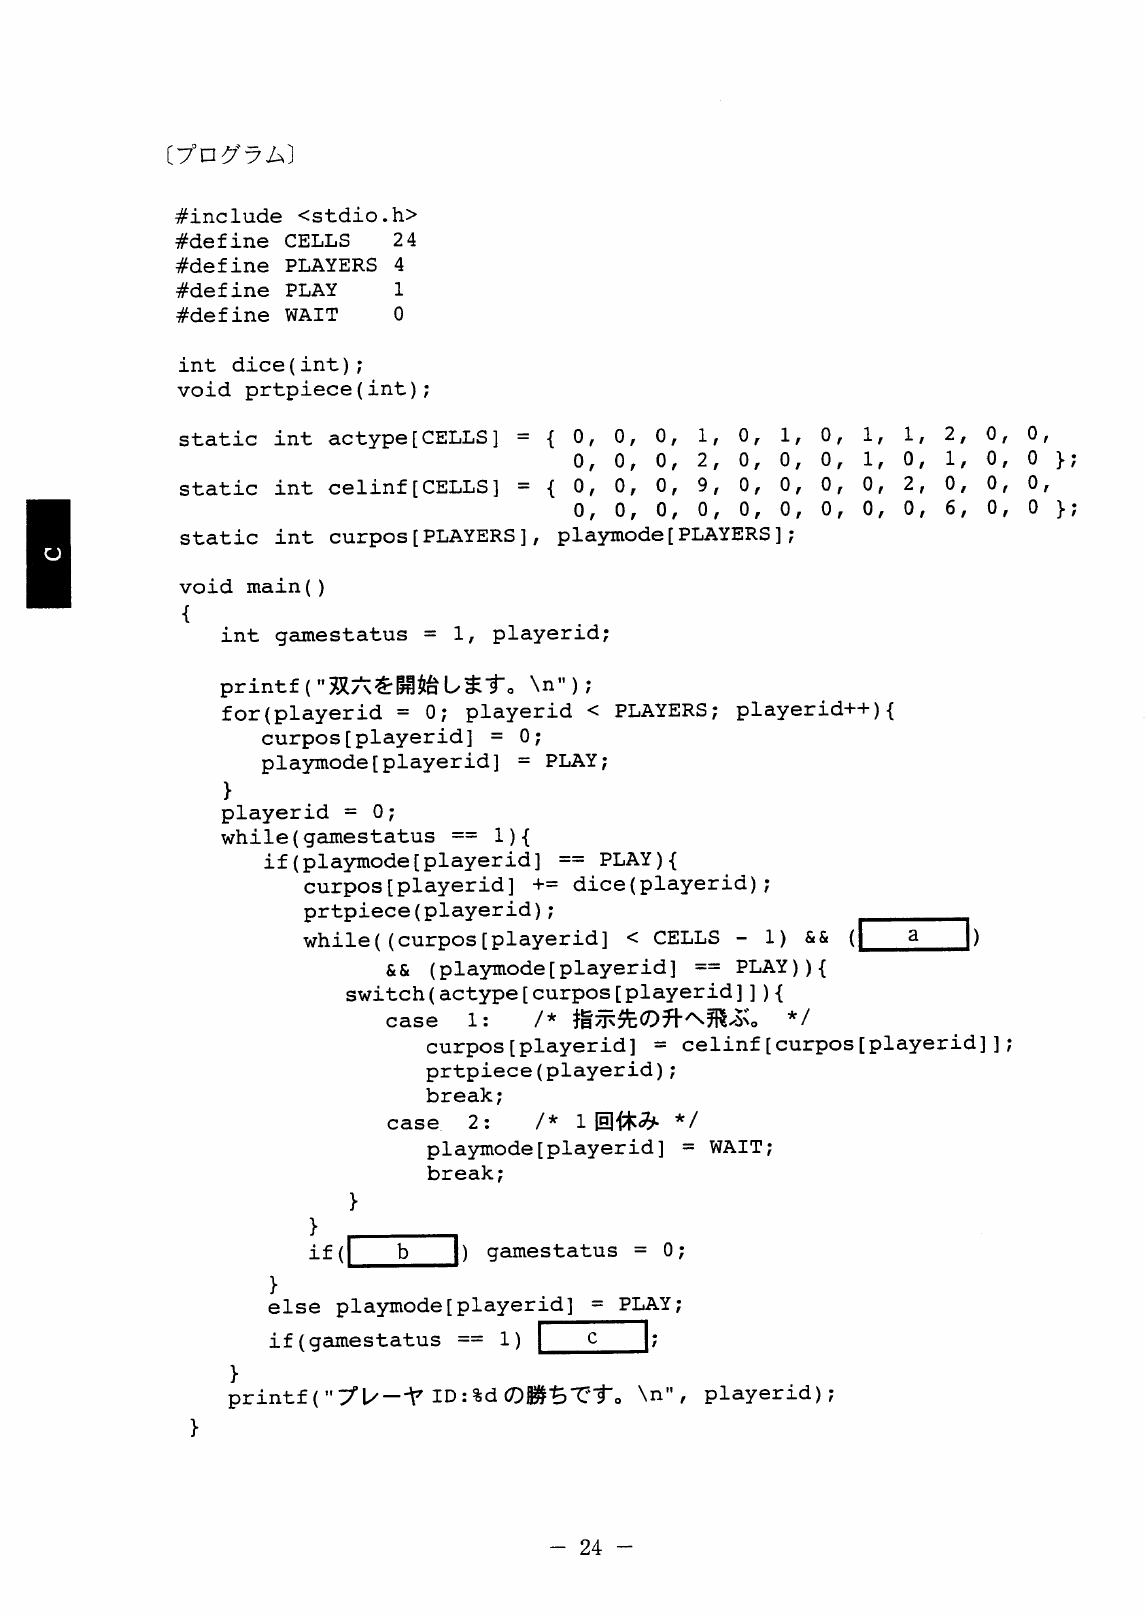 〔プログラム〕
#include <stdio.h>
#define CELLS 24
#define PLAYERS 4
#define PLAY 1
#define WAIT 0
int dice(int);
void prtpiece(int);
static int actype[CELLS] = { 0, 0, 0, 1, 0, 1, 0, 1, 1, 2, 0, 0,
0, 0, 0, 2, 0, 0, 0, 1, 0, 1, 0, 0 };
static int celinf[CELLS] = { 0, 0, 0, 9, 0, 0, 0, 0, 2, 0, 0, 0,
0, 0, 0, 0, 0, 0, 0, 0, 0, 6, 0, 0 };
static int curpos[PLAYERS], playmode[PLAYERS];
C
void main()
{
int gamestatus = 1, playerid;
printf("双六を開始します。\n");
for(playerid = 0; playerid < PLAYERS; playerid++){
curpos[playerid] = 0;
playmode[playerid] = PLAY;
}
playerid = 0;
while(gamestatus == 1){
if(playmode[playerid] == PLAY){
curpos[playerid] += dice(playerid);
prtpiece(playerid);
while((curpos[playerid] < CELLS - 1) && ( a )
&& (playmode[playerid] == PLAY)){
switch(actype[curpos[playerid]]){
case 1: /* 指示先の升へ飛ぶ。 */
curpos[playerid] = celinf[curpos[playerid]];
prtpiece(playerid);
break;
case 2: /* 1回休み */
playmode[playerid] = WAIT;
break;
}
}
if( b ) gamestatus = 0;
}
else playmode[playerid] = PLAY;
if(gamestatus == 1) c ;
}
printf("プレーヤID:%dの勝ちです。\n", playerid);
}
— 24 —